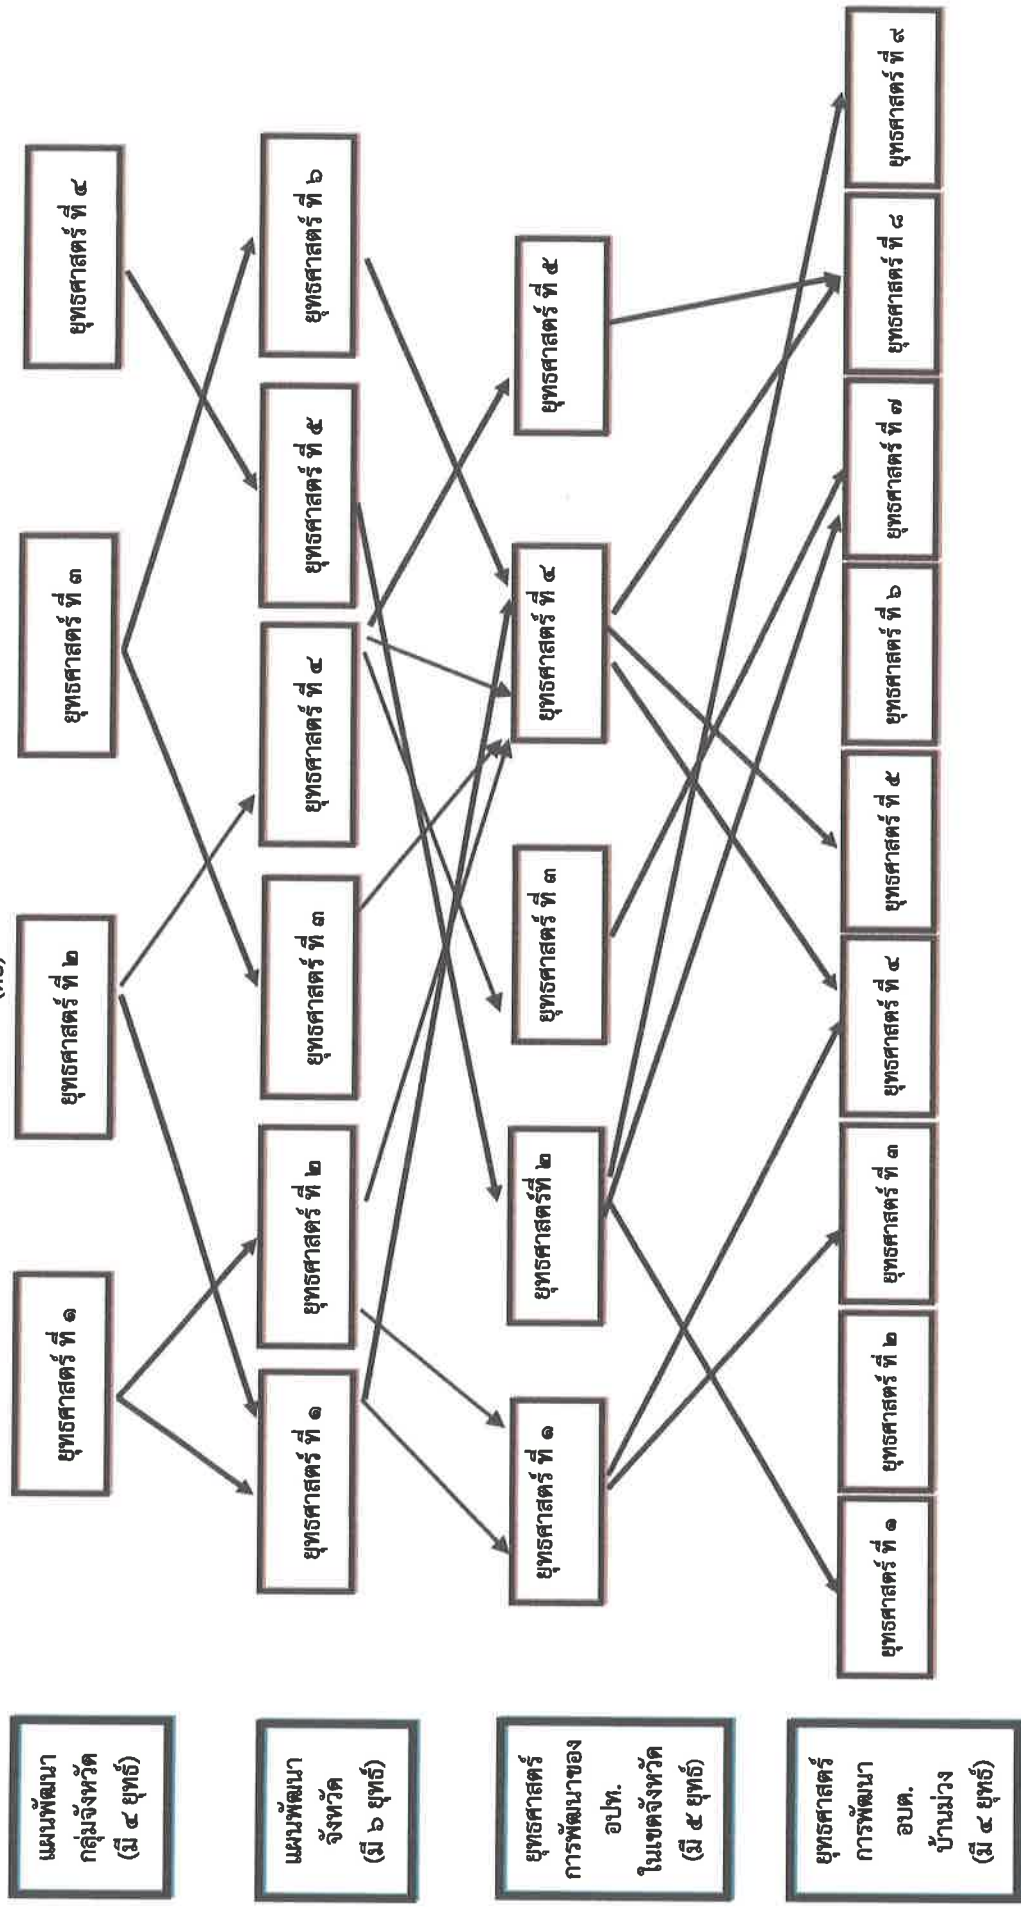 แผนพัฒนา
กลุ่มจังหวัด
(มี ๔ ยุทธ์)
ยุทธศาสตร์ ที่ ๑
ยุทธศาสตร์ ที่ ๒
ยุทธศาสตร์ ที่ ๓
ยุทธศาสตร์ ที่ ๔
แผนพัฒนา
จังหวัด
(มี ๖ ยุทธ์)
ยุทธศาสตร์ ที่ ๑
ยุทธศาสตร์ ที่ ๒
ยุทธศาสตร์ ที่ ๓
ยุทธศาสตร์ ที่ ๔
ยุทธศาสตร์ ที่ ๕
ยุทธศาสตร์ ที่ ๖
ยุทธศาสตร์
การพัฒนาของ
อปท.
ในเขตจังหวัด
(มี ๕ ยุทธ์)
ยุทธศาสตร์ ที่ ๑
ยุทธศาสตร์ที่ ๒
ยุทธศาสตร์ ที่ ๓
ยุทธศาสตร์ ที่ ๔
ยุทธศาสตร์ ที่ ๕
ยุทธศาสตร์
การพัฒนา
อบต.
บ้านม่วง
(มี ๙ ยุทธ์)
ยุทธศาสตร์ ที่ ๑
ยุทธศาสตร์ ที่ ๒
ยุทธศาสตร์ ที่ ๓
ยุทธศาสตร์ ที่ ๔
ยุทธศาสตร์ ที่ ๕
ยุทธศาสตร์ ที่ ๖
ยุทธศาสตร์ ที่ ๗
ยุทธศาสตร์ ที่ ๘
ยุทธศาสตร์ ที่ ๙